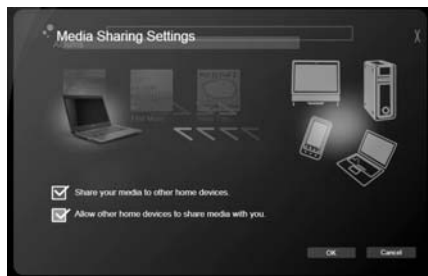 Media Sharing Settings
Share your media to other home devices.
Allow other home devices to share media with you.
OK
Cancel